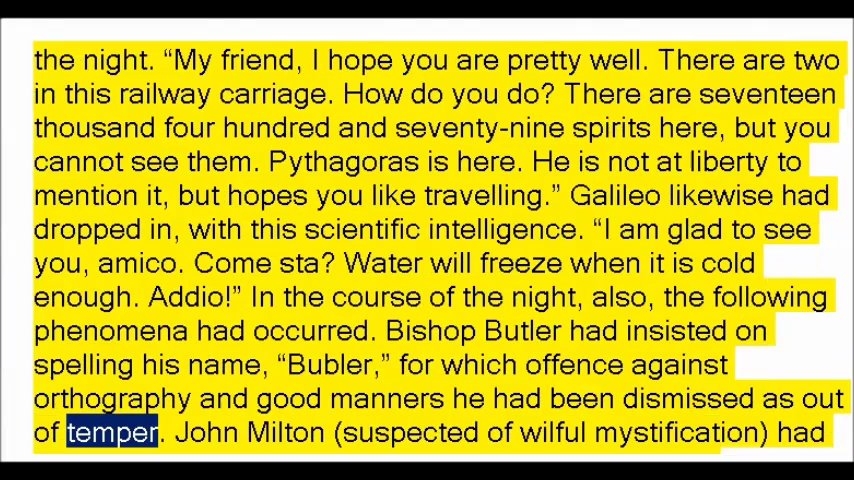 the night. “My friend, I hope you are pretty well. There are two
in this railway carriage. How do you do? There are seventeen
thousand four hundred and seventy-nine spirits here, but you
cannot see them. Pythagoras is here. He is not at liberty to
mention it, but hopes you like travelling.” Galileo likewise had
dropped in, with this scientific intelligence. “I am glad to see
you, amico. Come sta? Water will freeze when it is cold
enough. Addio!” In the course of the night, also, the following
phenomena had occurred. Bishop Butler had insisted on
spelling his name, “Bubler,” for which offence against
orthography and good manners he had been dismissed as out
of temper. John Milton (suspected of wilful mystification) had